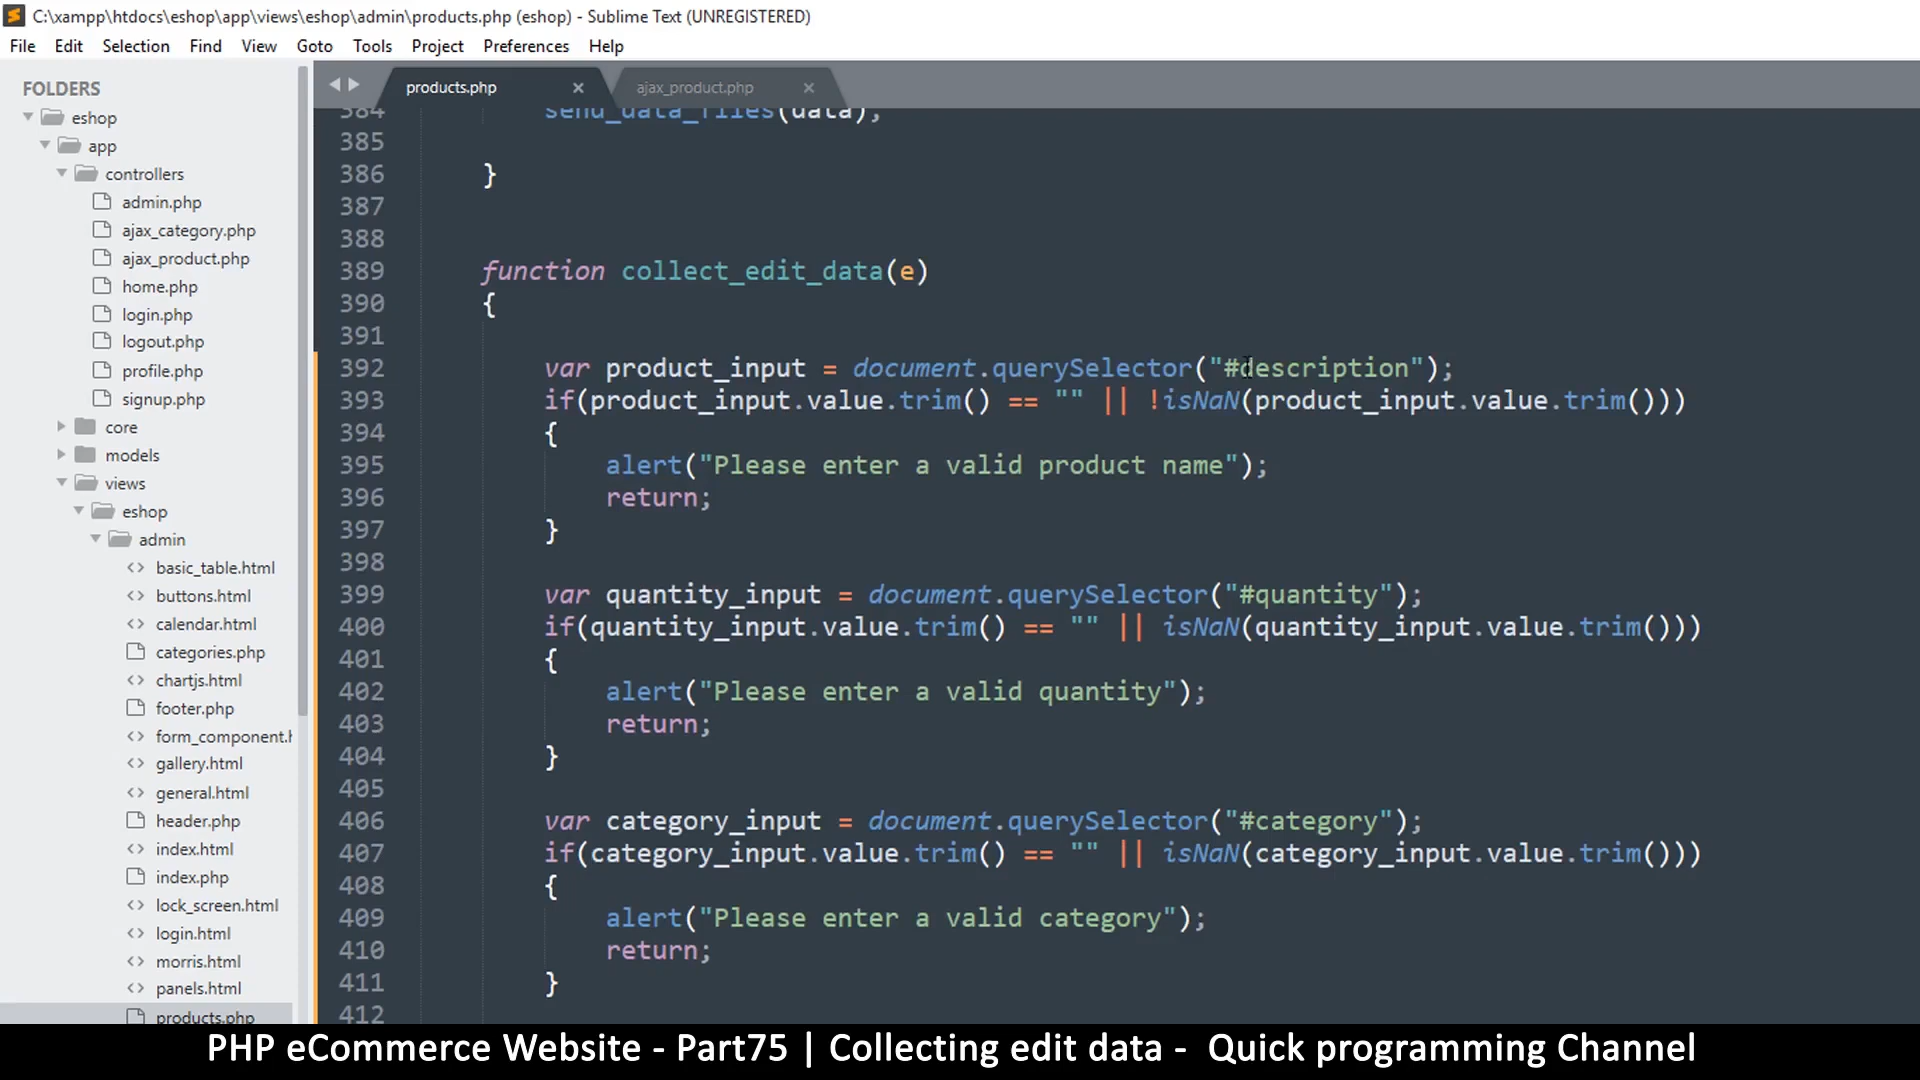 C:\xampp\htdocs\eshop\app\views\eshop\admin\products.php (eshop) - Sublime Text (UNREGISTERED)
File Edit Selection Find View Goto Tools Project Preferences Help
FOLDERS
eshop
app
controllers
admin.php
ajax_category.php
ajax_product.php
home.php
login.php
logout.php
profile.php
signup.php
core
models
views
eshop
admin
basic_table.html
buttons.html
calendar.html
categories.php
chartjs.html
footer.php
form_component.h
gallery.html
general.html
header.php
index.html
index.php
lock_screen.html
login.html
morris.html
panels.html
products.php
products.php × ajax_product.php ×
384 send_data_files(data);
385
386 }
387
388
389 function collect_edit_data(e)
390 {
391
392 var product_input = document.querySelector("#description");
393 if(product_input.value.trim() == "" || !isNaN(product_input.value.trim()))
394 {
395 alert("Please enter a valid product name");
396 return;
397 }
398
399 var quantity_input = document.querySelector("#quantity");
400 if(quantity_input.value.trim() == "" || isNaN(quantity_input.value.trim()))
401 {
402 alert("Please enter a valid quantity");
403 return;
404 }
405
406 var category_input = document.querySelector("#category");
407 if(category_input.value.trim() == "" || isNaN(category_input.value.trim()))
408 {
409 alert("Please enter a valid category");
410 return;
411 }
412
PHP eCommerce Website - Part75 | Collecting edit data - Quick programming Channel